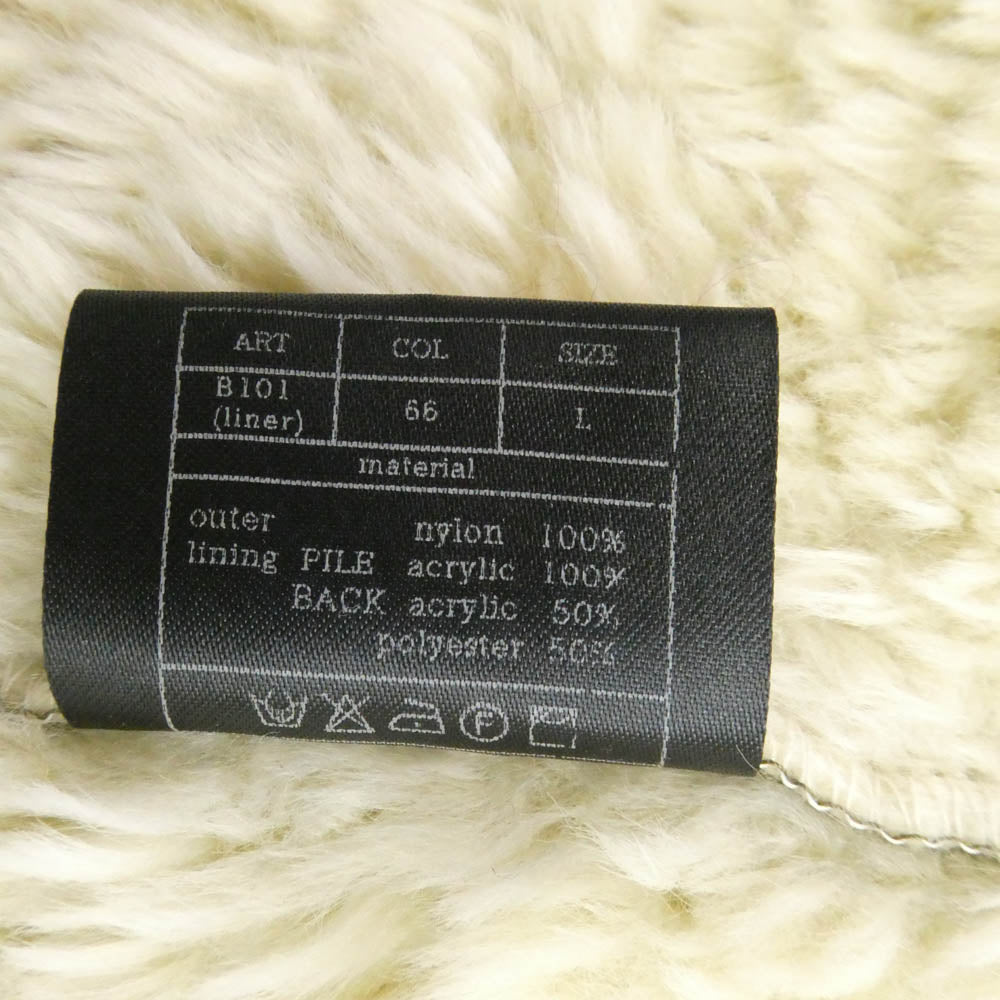 ART COL SIZE
B101 66 L
(liner)
material
outer nylon 100%
lining PILE acrylic 100%
BACK acrylic 50%
polyester 50%
F